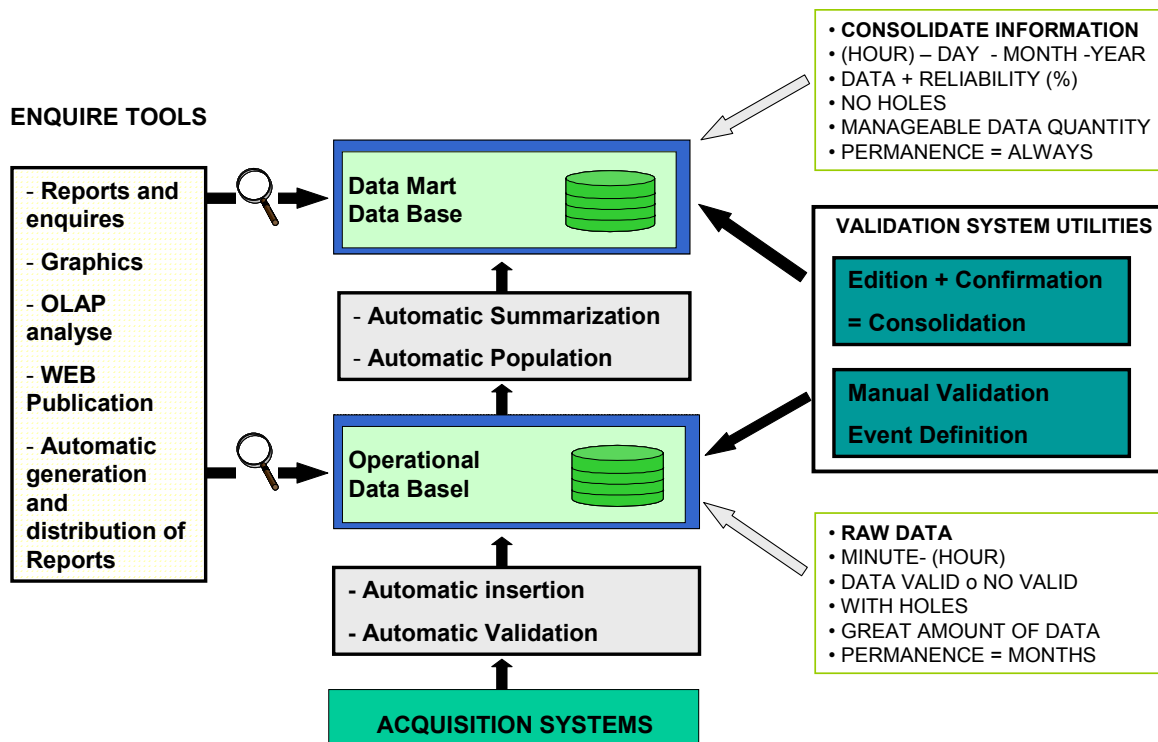 ENQUIRE TOOLS
- Reports and
enquires
- Graphics
- OLAP
analyse
- WEB
Publication
- Automatic
generation
and
distribution of
Reports
Data Mart
Data Base
- Automatic Summarization
- Automatic Population
Operational
Data Basel
- Automatic insertion
- Automatic Validation
ACQUISITION SYSTEMS
• CONSOLIDATE INFORMATION
• (HOUR) – DAY - MONTH -YEAR
• DATA + RELIABILITY (%)
• NO HOLES
• MANAGEABLE DATA QUANTITY
• PERMANENCE = ALWAYS
VALIDATION SYSTEM UTILITIES
Edition + Confirmation
= Consolidation
Manual Validation
Event Definition
• RAW DATA
• MINUTE- (HOUR)
• DATA VALID o NO VALID
• WITH HOLES
• GREAT AMOUNT OF DATA
• PERMANENCE = MONTHS